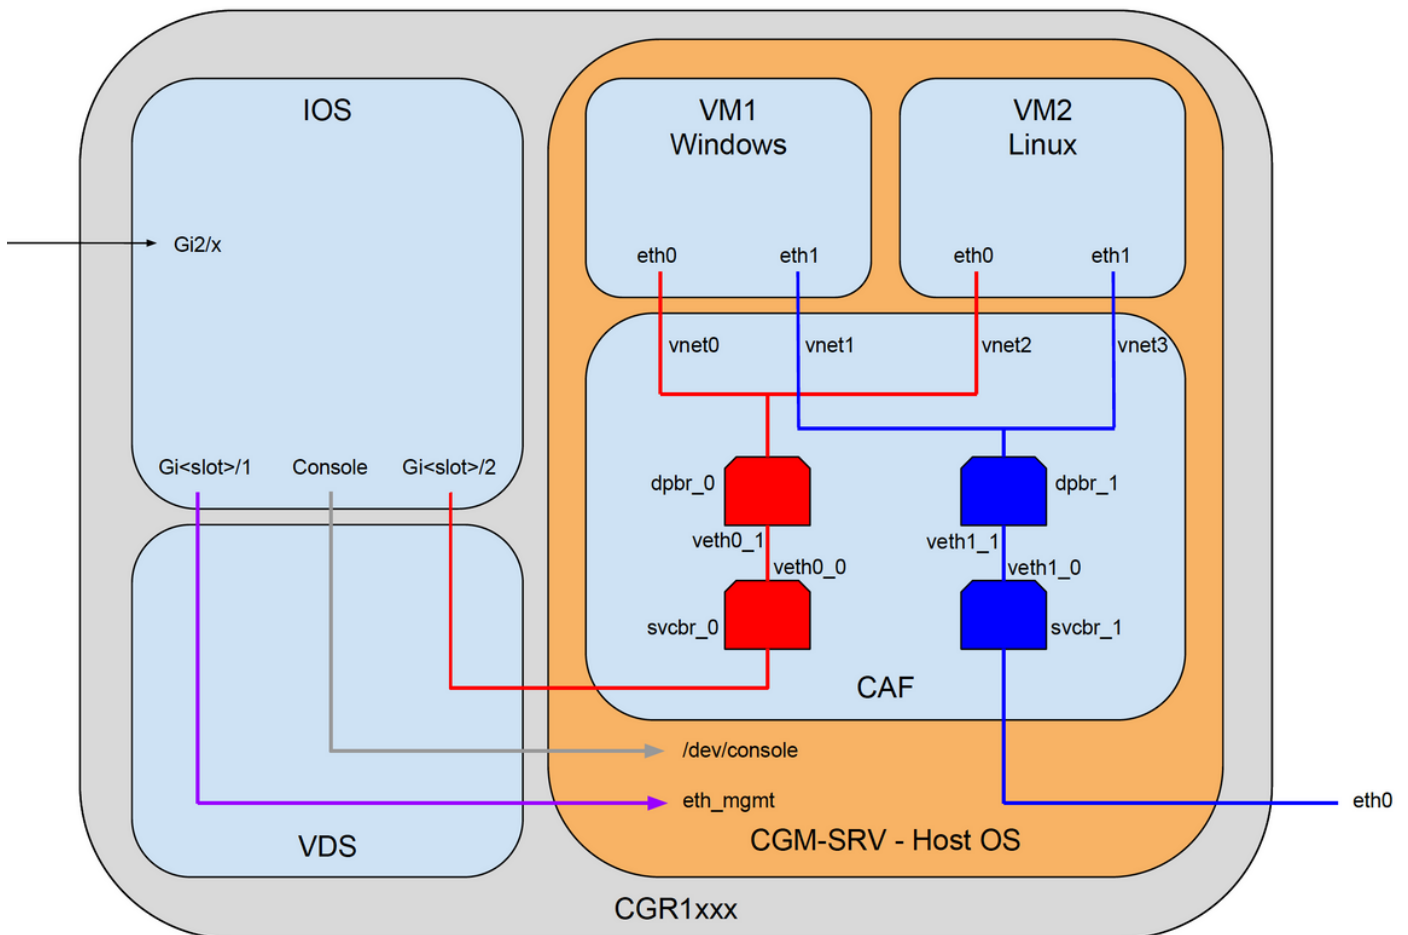 IOS
VM1
Windows
VM2
Linux
Gi2/x
eth0
eth1
eth0
eth1
vnet0
vnet1
vnet2
vnet3
Gi<slot>/1
Console
Gi<slot>/2
dpbr_0
dpbr_1
veth0_1
veth1_1
veth0_0
veth1_0
svcbr_0
svcbr_1
CAF
/dev/console
eth_mgmt
eth0
VDS
CGM-SRV - Host OS
CGR1xxx